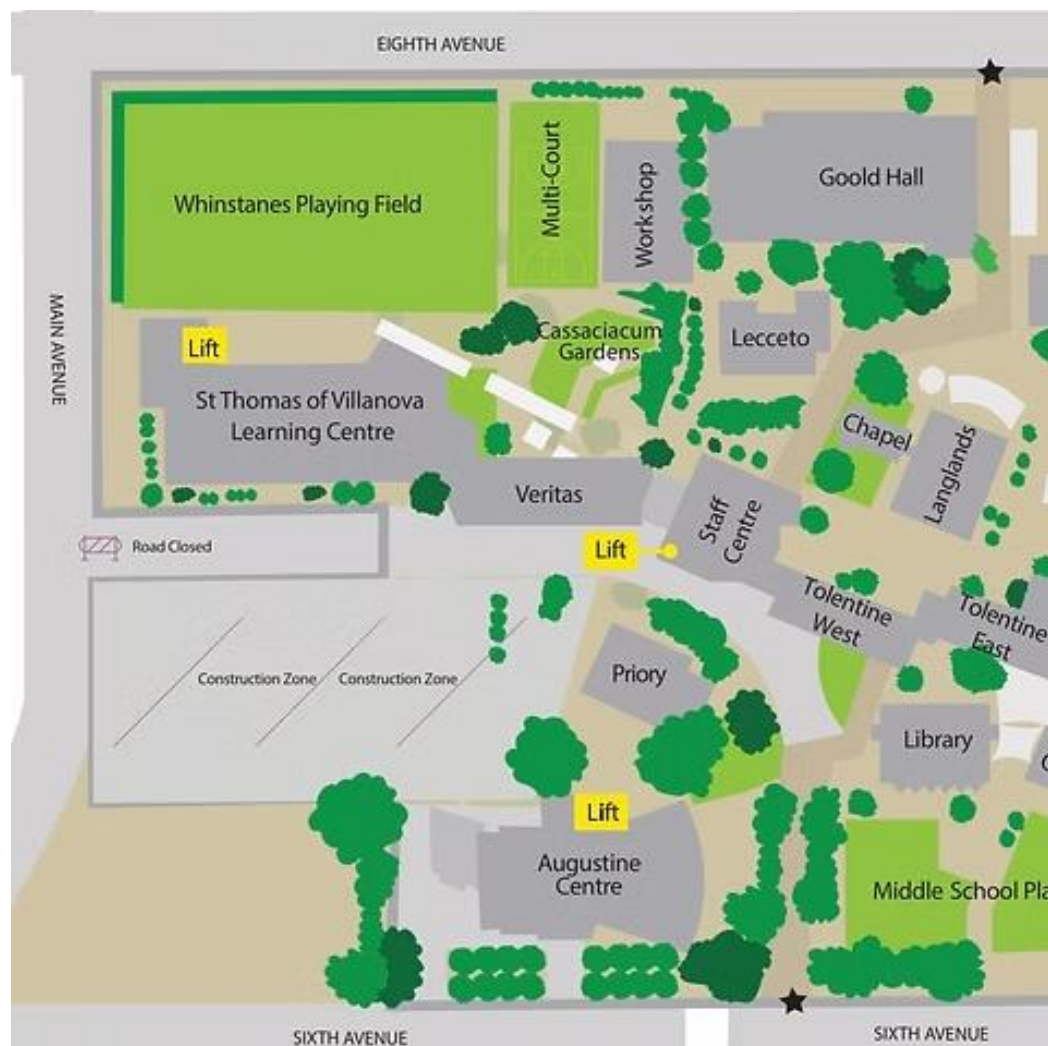 EIGHTH AVENUE
Whinstanes Playing Field
Multi-Court
Workshop
Goold Hall
MAIN AVENUE
Lift
Cassaciacum
Gardens
Lecceto
St Thomas of Villanova
Learning Centre
Chapel
Langlands
Veritas
Staff
Centre
Lift
Road Closed
Tolentine
West
Tolentine
East
Construction Zone
Construction Zone
Priory
Library
Lift
Augustine
Centre
Middle School Pla
SIXTH AVENUE
SIXTH AVENUE